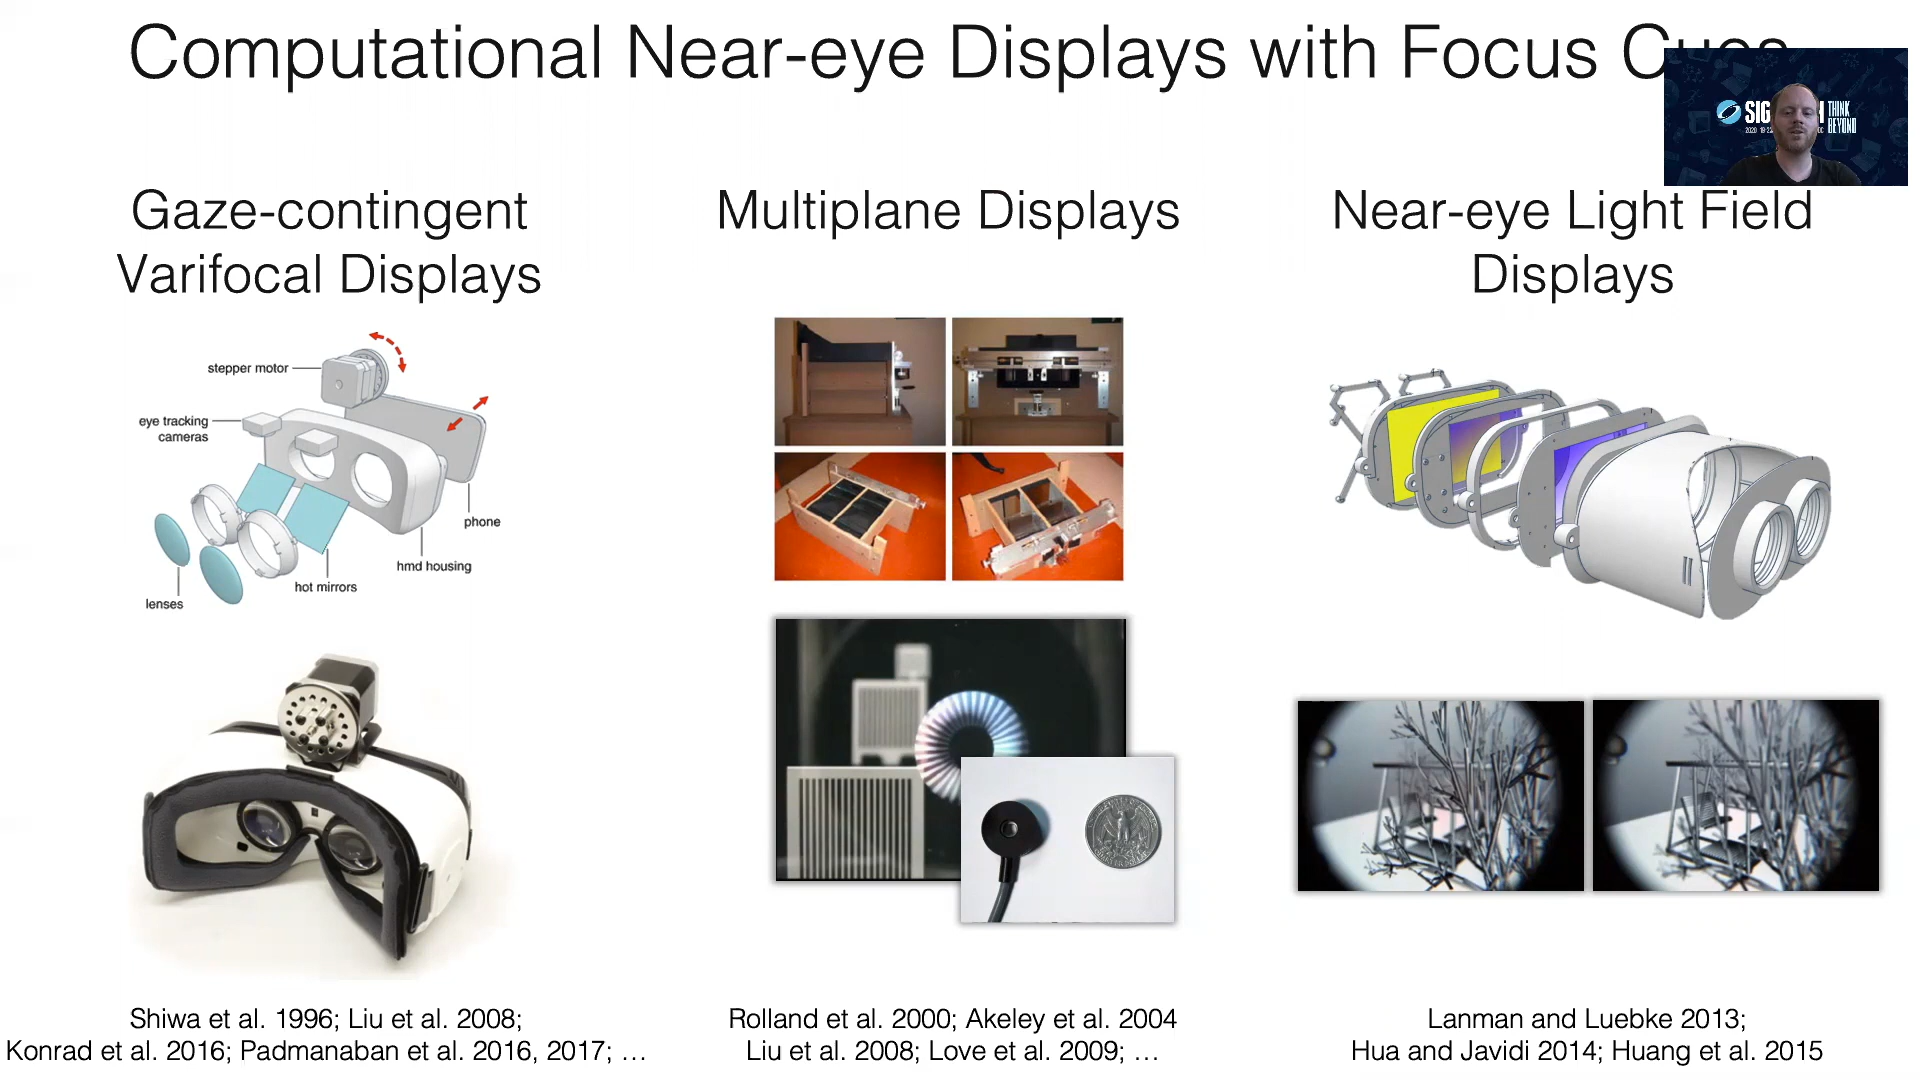 Computational Near-eye Displays with Focus Cues
THINK
BEYOND
Gaze-contingent
Varifocal Displays
Multiplane Displays
Near-eye Light Field
Displays
stepper motor
eye tracking
cameras
phone
hmd housing
hot mirrors
lenses
Shiwa et al. 1996; Liu et al. 2008;
Konrad et al. 2016; Padmanaban et al. 2016, 2017; …
Rolland et al. 2000; Akeley et al. 2004
Liu et al. 2008; Love et al. 2009; …
Lanman and Luebke 2013;
Hua and Javidi 2014; Huang et al. 2015